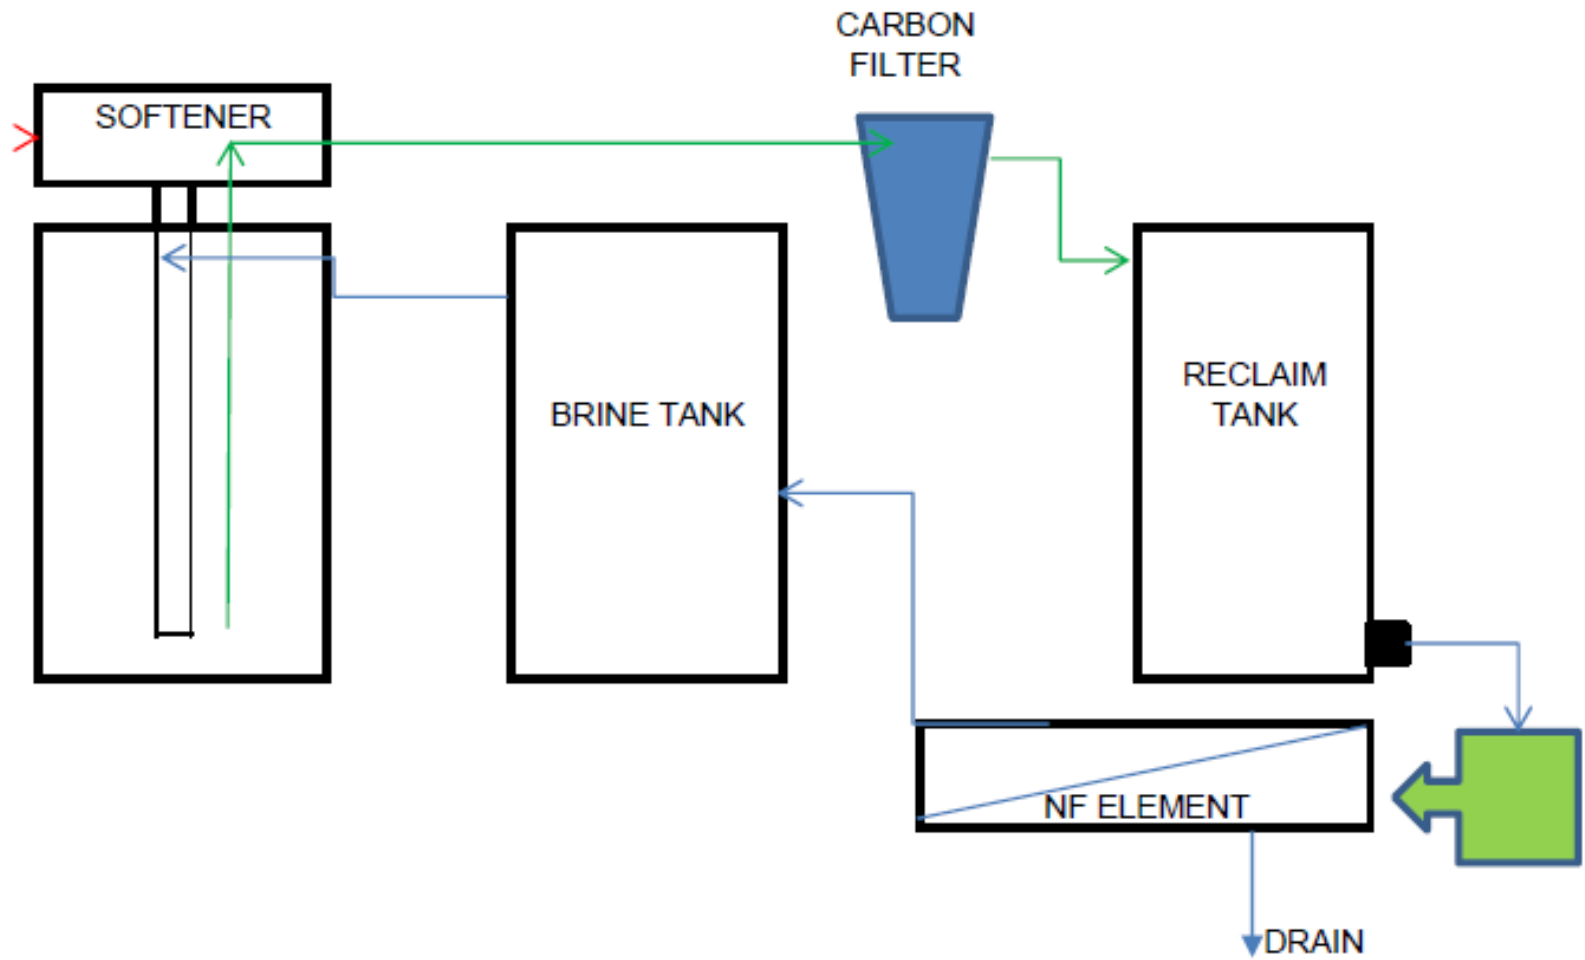 CARBON
FILTER
SOFTENER
BRINE TANK
RECLAIM
TANK
NF ELEMENT
DRAIN